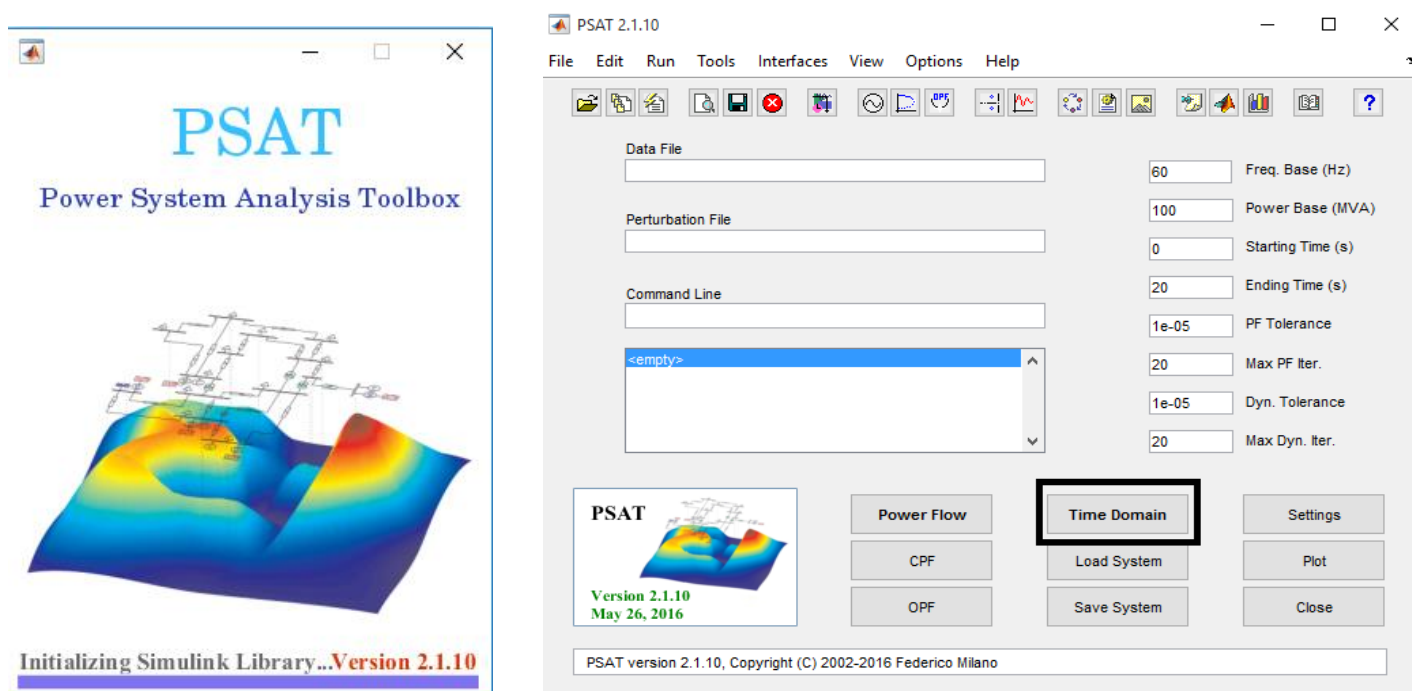 PSAT
Power System Analysis Toolbox
Initializing Simulink Library...Version 2.1.10
PSAT 2.1.10
File Edit Run Tools Interfaces View Options Help
OPF
?
Data File
60 Freq. Base (Hz)
100 Power Base (MVA)
Perturbation File
0 Starting Time (s)
20 Ending Time (s)
Command Line
1e-05 PF Tolerance
<empty>
20 Max PF Iter.
1e-05 Dyn. Tolerance
20 Max Dyn. Iter.
PSAT
Version 2.1.10
May 26, 2016
Power Flow Time Domain Settings
CPF Load System Plot
OPF Save System Close
PSAT version 2.1.10, Copyright (C) 2002-2016 Federico Milano